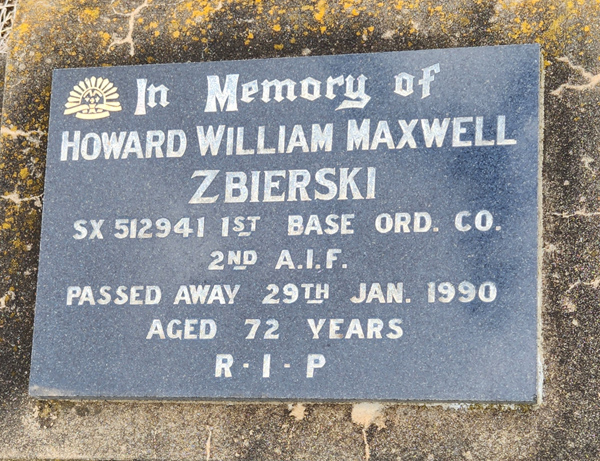 In Memory of
HOWARD WILLIAM MAXWELL
ZBIERSKI
SX 512941 1ST BASE ORD. CO.
2ND A.I.F.
PASSED AWAY 29TH JAN. 1990
AGED 72 YEARS
R·I·P